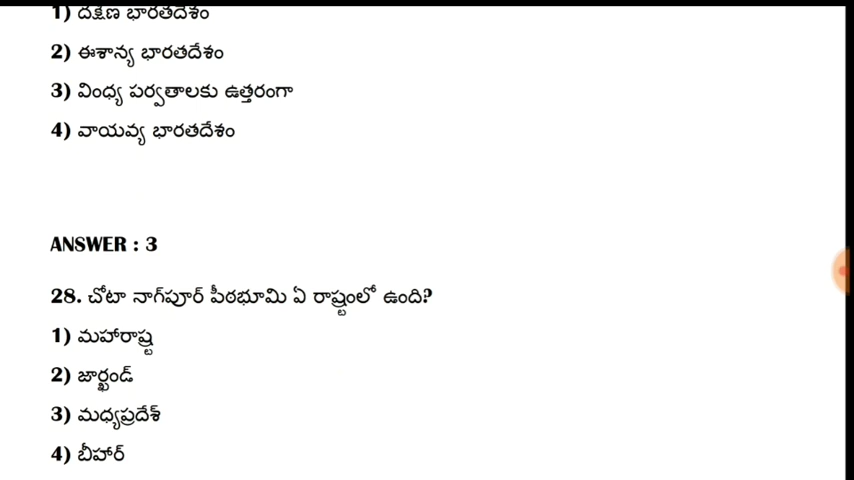 1) దక్షిణ భారతదేశం
2) ఈశాన్య భారతదేశం
3) వింధ్య పర్వతాలకు ఉత్తరంగా
4) వాయవ్య భారతదేశం
ANSWER : 3
28. చోటా నాగ్‌పూర్ పీఠభూమి ఏ రాష్ట్రంలో ఉంది?
1) మహారాష్ట్ర
2) జార్ఖండ్
3) మధ్యప్రదేశ్
4) బీహార్